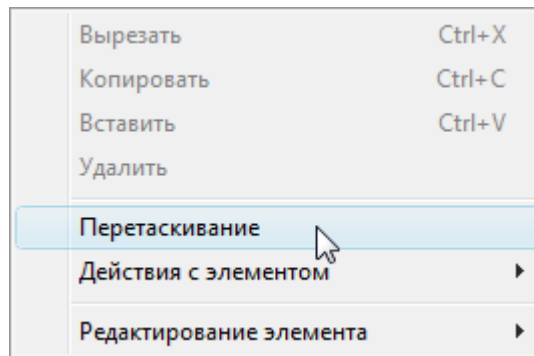 Вырезать Ctrl+X
Копировать Ctrl+C
Вставить Ctrl+V
Удалить
Перетаскивание
Действия с элементом
Редактирование элемента